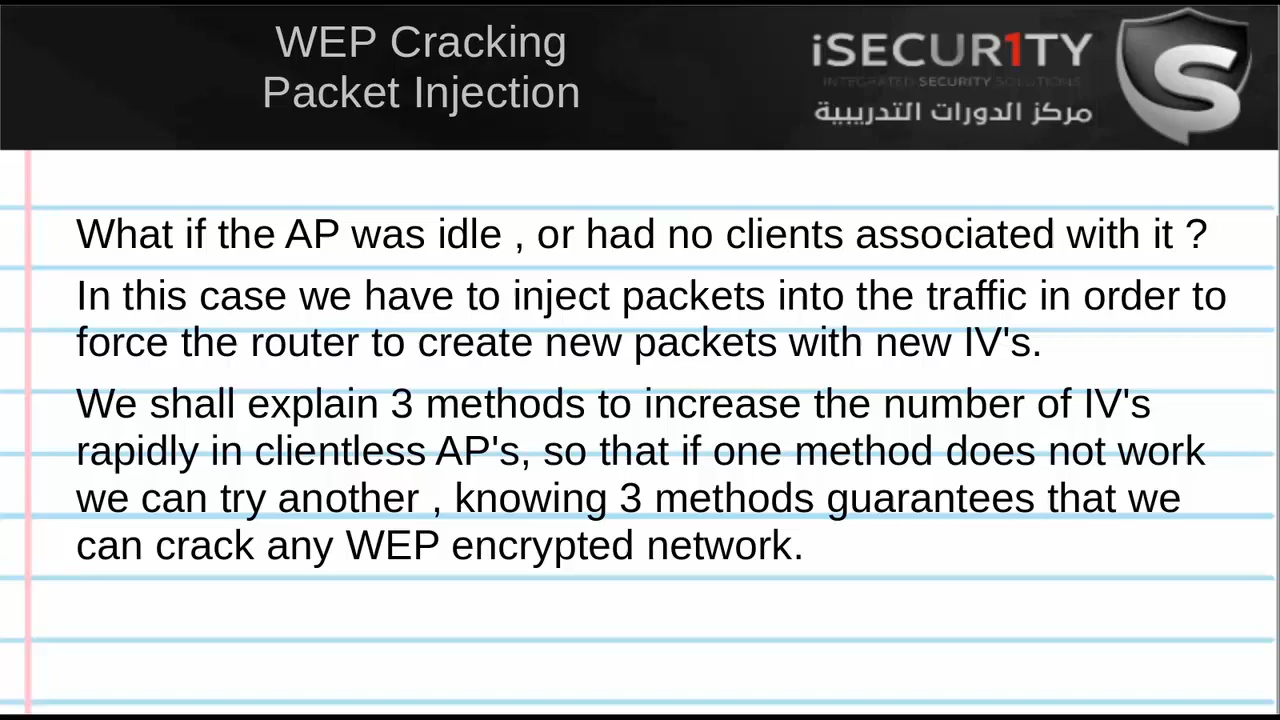 WEP Cracking
Packet Injection
iSECUR1TY
INTEGRATED SECURITY SOLUTIONS
مركز الدورات التدريبية
What if the AP was idle , or had no clients associated with it ?
In this case we have to inject packets into the traffic in order to
force the router to create new packets with new IV's.
We shall explain 3 methods to increase the number of IV's
rapidly in clientless AP's, so that if one method does not work
we can try another , knowing 3 methods guarantees that we
can crack any WEP encrypted network.